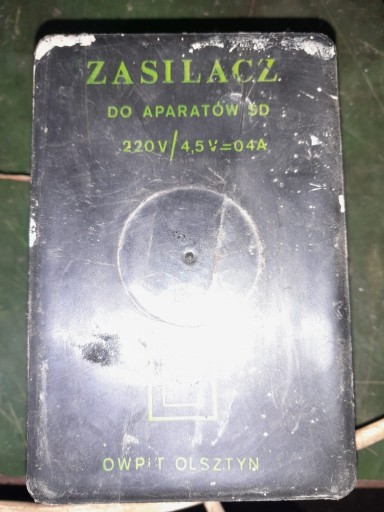 ZASILACZ
DO APARATÓW SD
220V/4,5V=04A
OWPiT OLSZTYN